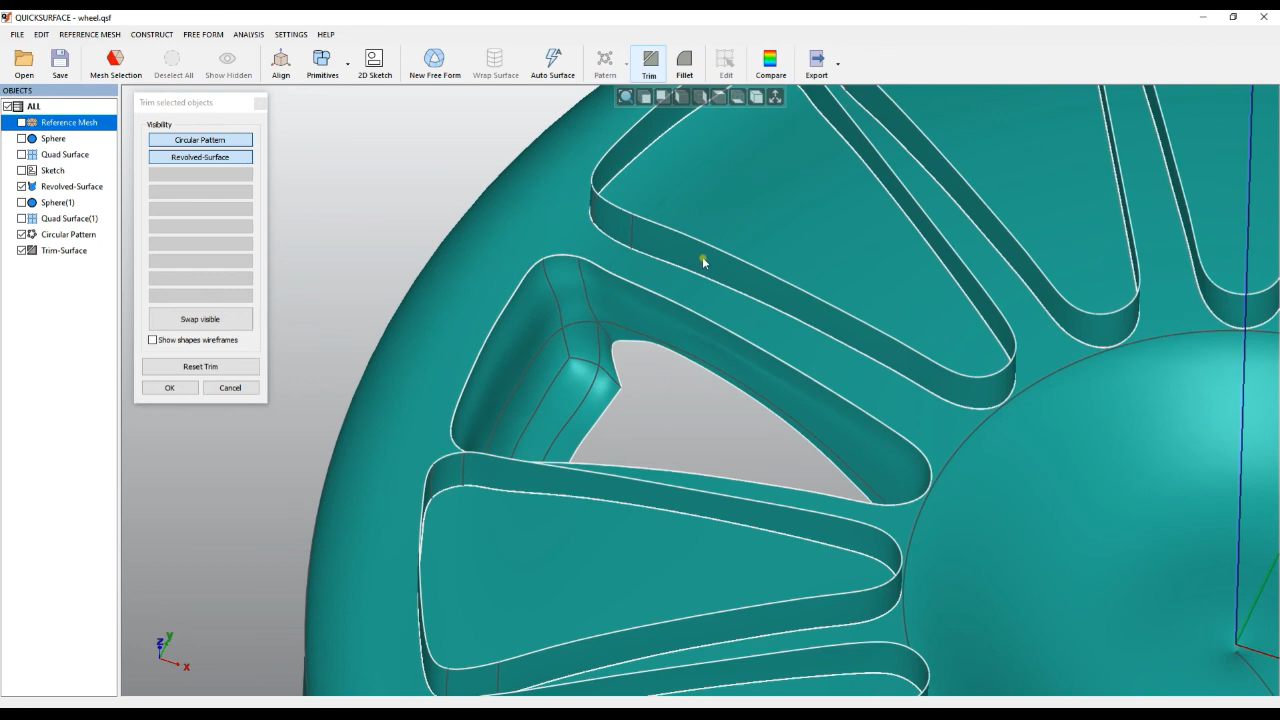 QUICKSURFACE - wheel.qsf
FILE EDIT REFERENCE MESH CONSTRUCT FREE FORM ANALYSIS SETTINGS HELP
Open Save Mesh Selection Deselect All Show Hidden Align Primitives 2D Sketch New Free Form Wrap Surface Auto Surface Patern Trim Fillet Edit Compare Export
OBJECTS
ALL
Reference Mesh
Sphere
Quad Surface
Sketch
Revolved-Surface
Sphere(1)
Quad Surface(1)
Circular Pattern
Trim-Surface
Trim selected objects
Visibility
Circular Pattern
Revolved-Surface
Swap visible
Show shapes wireframes
Reset Trim
OK Cancel
z y
x